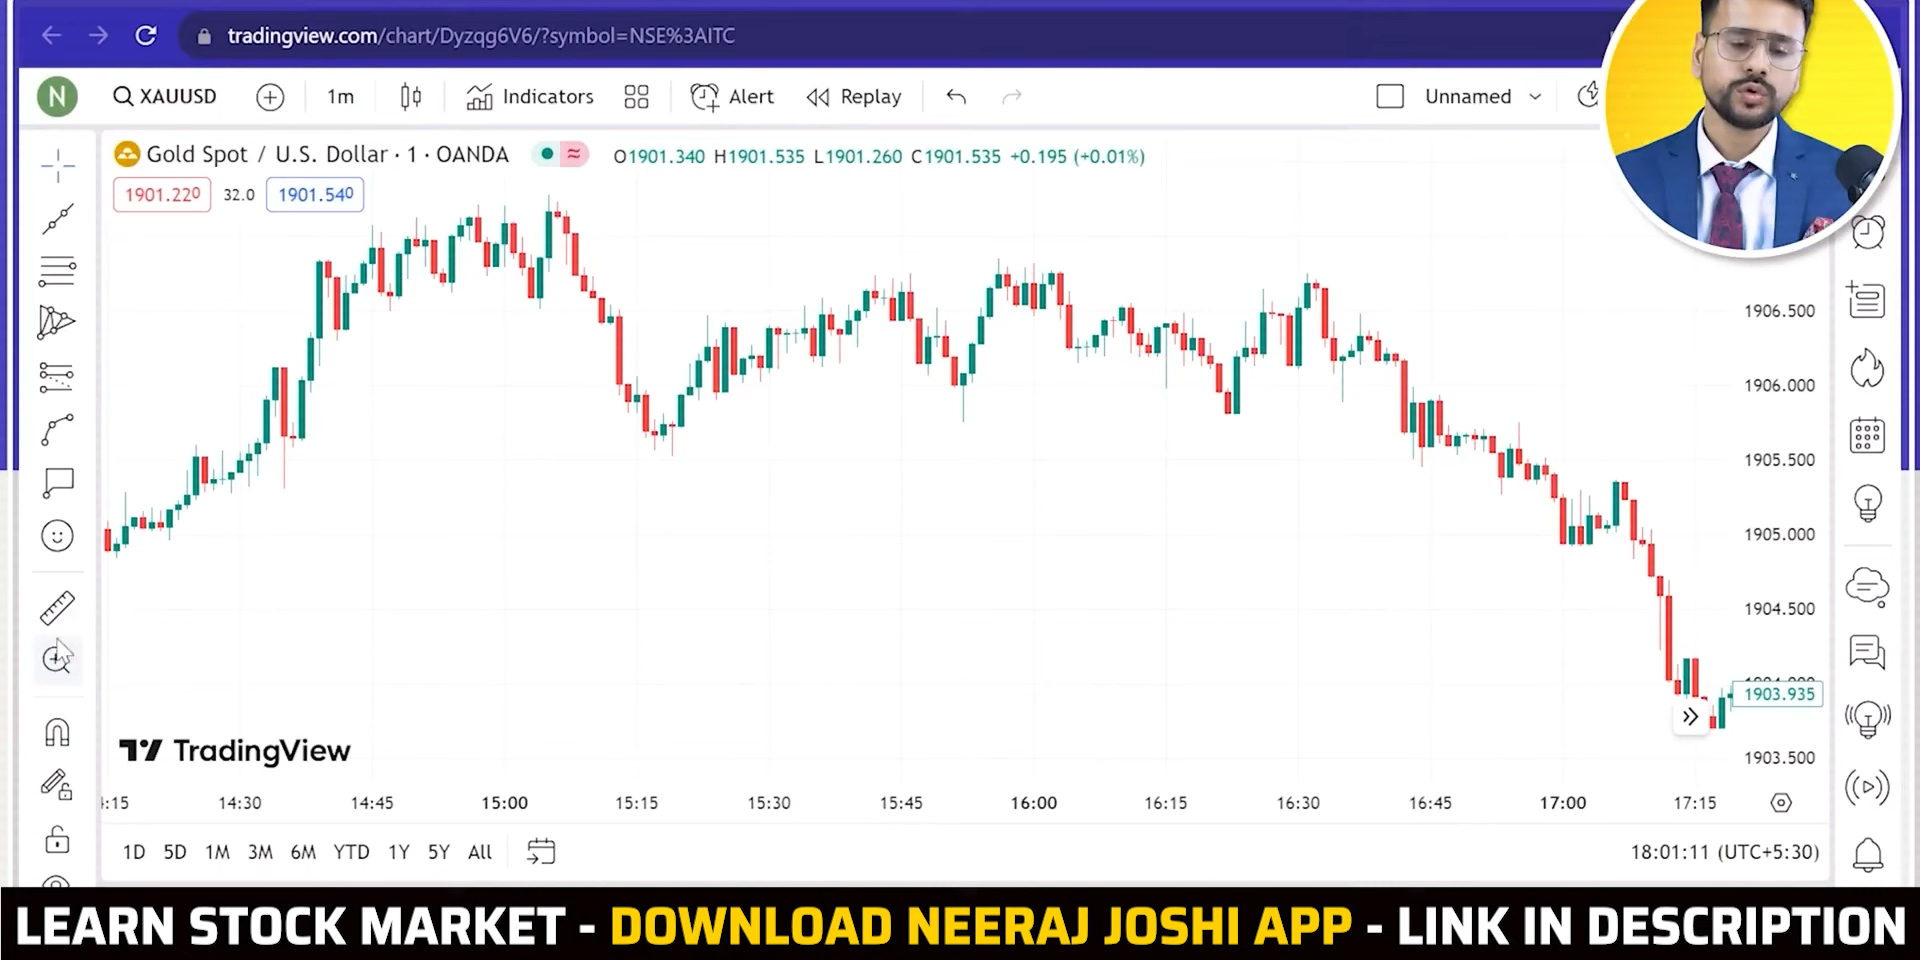 tradingview.com/chart/Dyzqg6V6/?symbol=NSE%3AITC
N XAUUSD 1m Indicators Alert Replay Unnamed
Gold Spot / U.S. Dollar · 1 · OANDA O1901.340 H1901.535 L1901.260 C1901.535 +0.195 (+0.01%)
1901.220 32.0 1901.540
1906.500
1906.000
1905.500
1905.000
1904.500
1903.935
1903.500
TradingView
:15 14:30 14:45 15:00 15:15 15:30 15:45 16:00 16:15 16:30 16:45 17:00 17:15
1D 5D 1M 3M 6M YTD 1Y 5Y All 18:01:11 (UTC+5:30)
LEARN STOCK MARKET - DOWNLOAD NEERAJ JOSHI APP - LINK IN DESCRIPTION